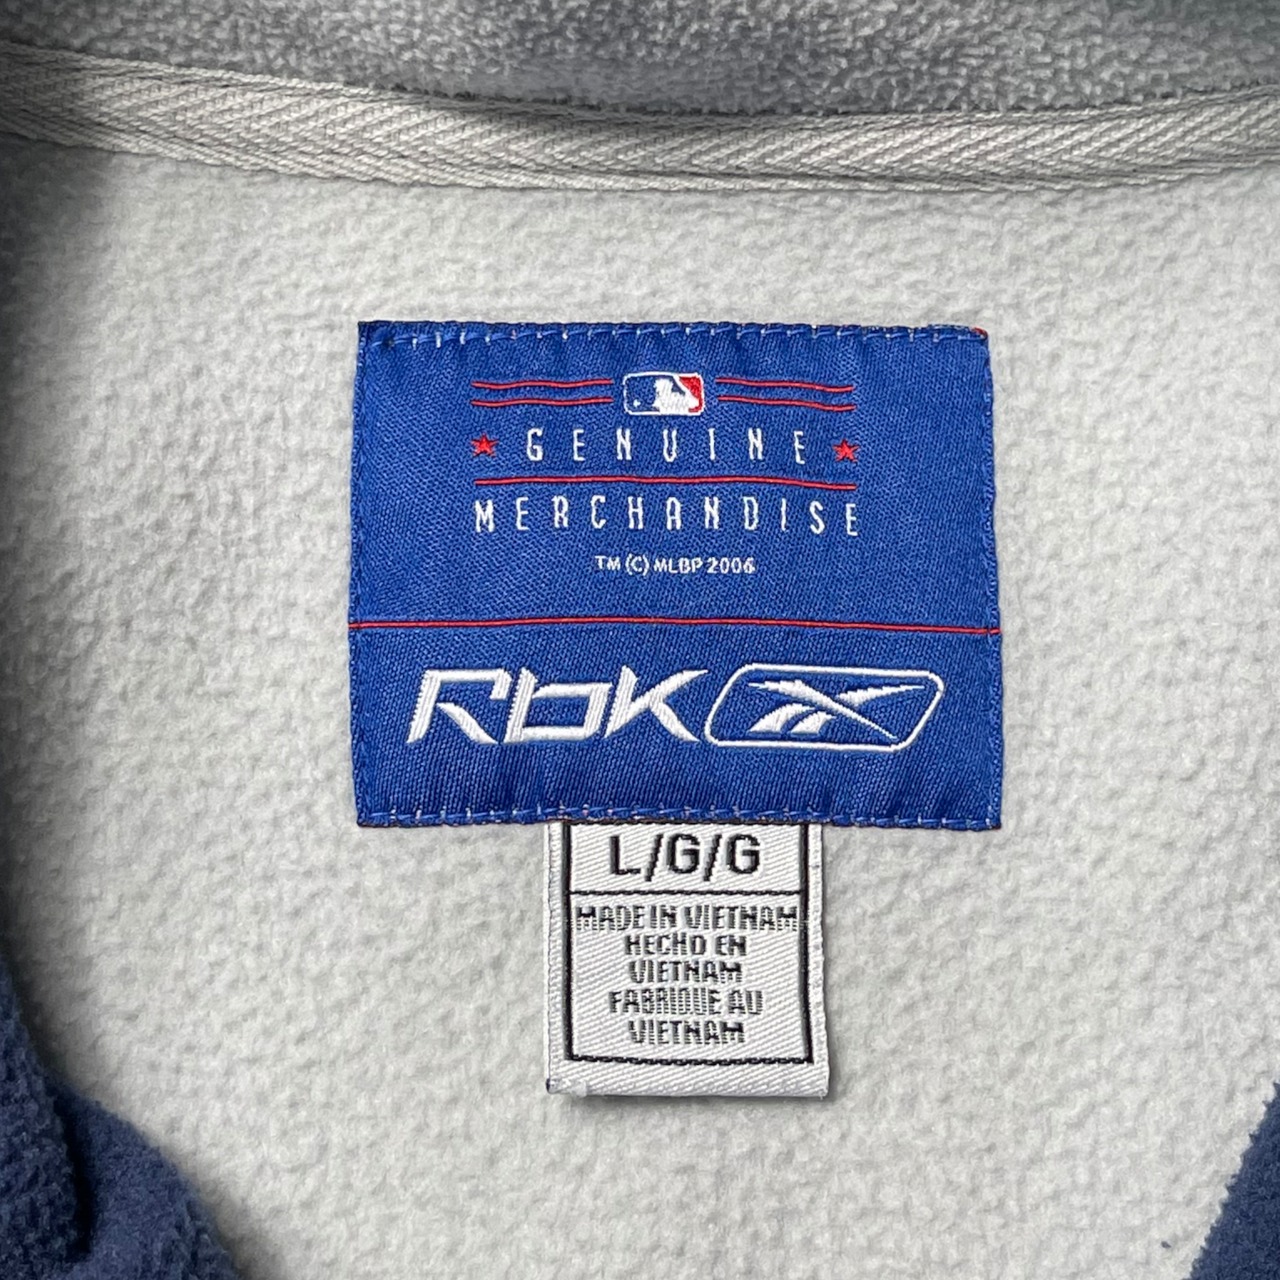 GENUINE
MERCHANDISE
TM (C) MLBP 2006
RbK
L/G/G
MADE IN VIETNAM
HECHO EN
VIETNAM
FABRIQUE AU
VIETNAM